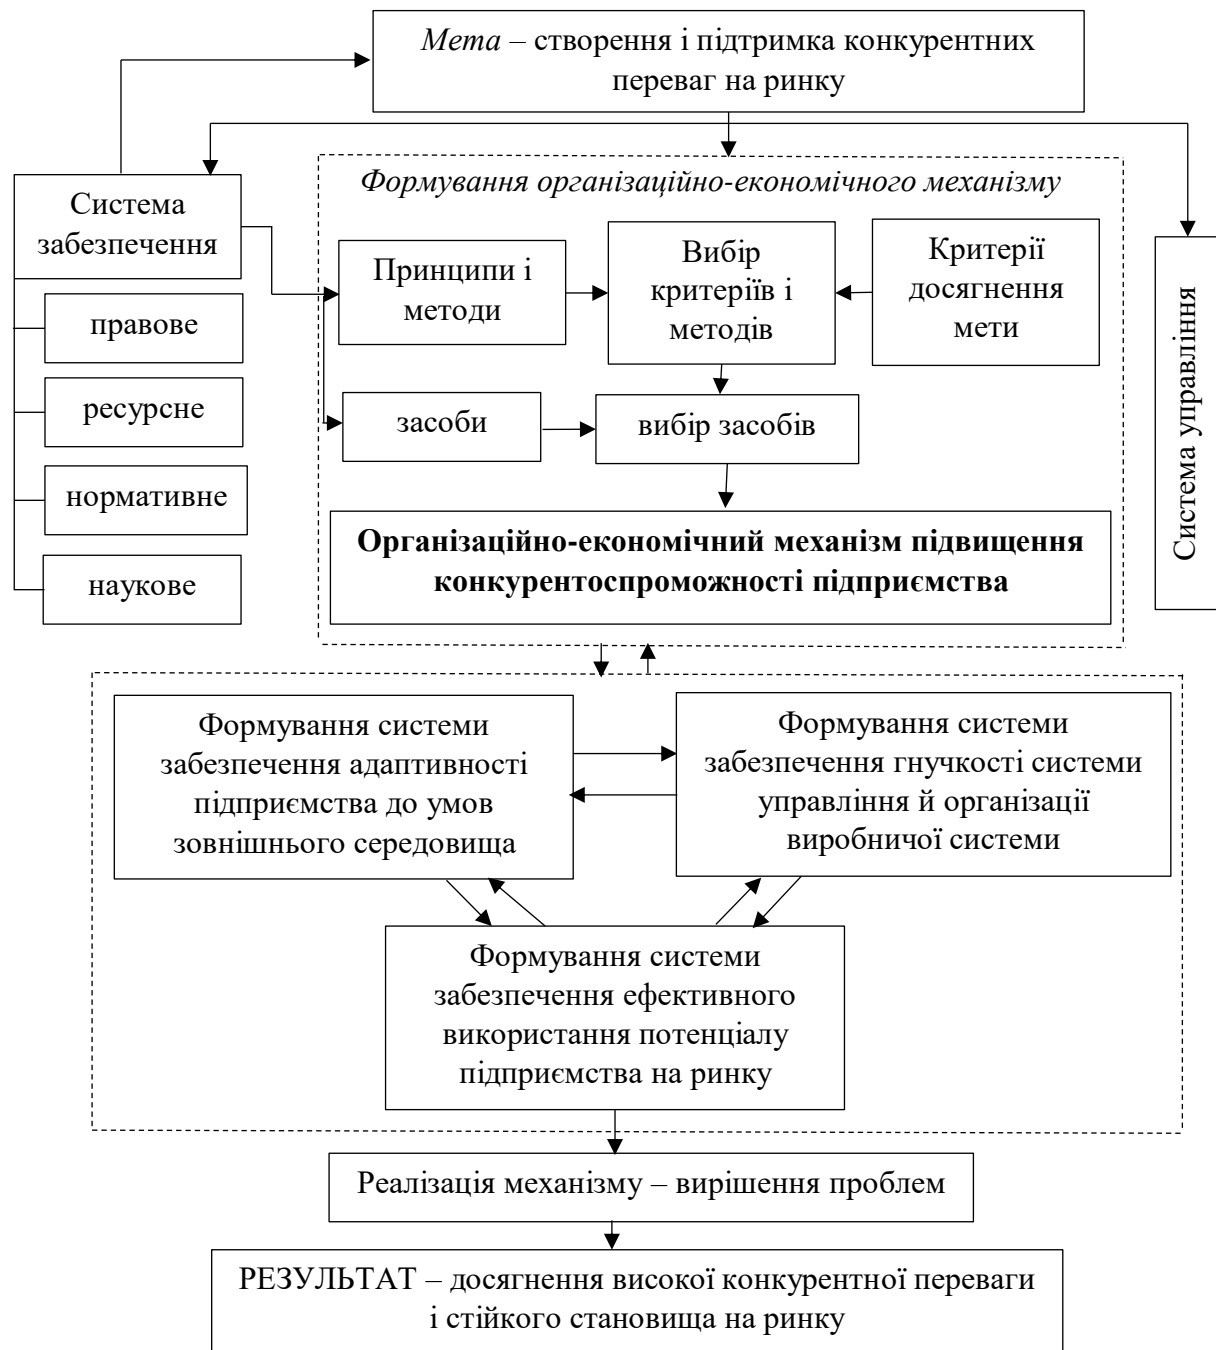 Мета – створення і підтримка конкурентних
переваг на ринку
Формування організаційно-економічного механізму
Система
забезпечення
правове
ресурсне
нормативне
наукове
Принципи і
методи
Вибір
критеріїв і
методів
Критерії
досягнення
мети
засоби
вибір засобів
Організаційно-економічний механізм підвищення
конкурентоспроможності підприємства
Система управління
Формування системи
забезпечення адаптивності
підприємства до умов
зовнішнього середовища
Формування системи
забезпечення гнучкості системи
управління й організації
виробничої системи
Формування системи
забезпечення ефективного
використання потенціалу
підприємства на ринку
Реалізація механізму – вирішення проблем
РЕЗУЛЬТАТ – досягнення високої конкурентної переваги
і стійкого становища на ринку